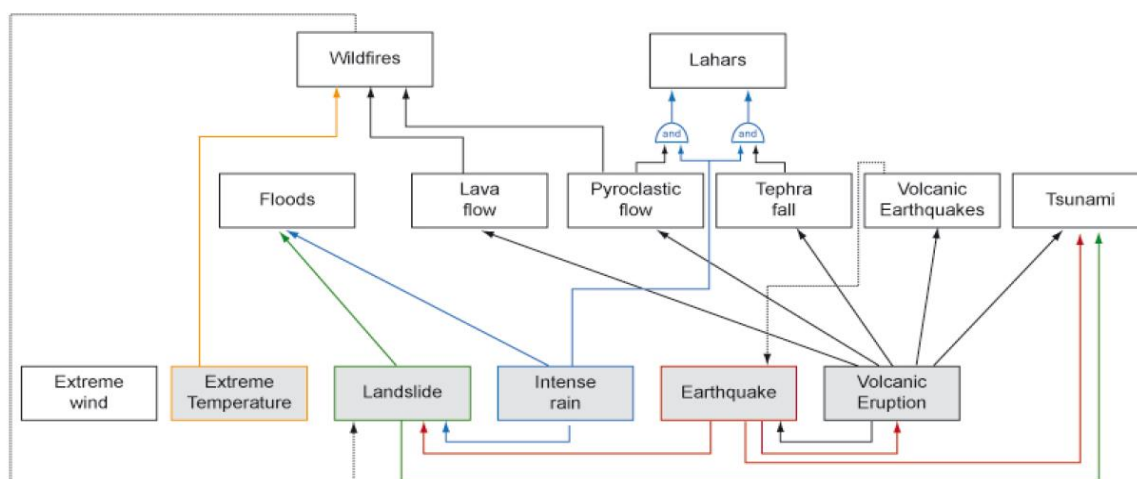 Wildfires
Lahars
and
and
Floods
Lava
flow
Pyroclastic
flow
Tephra
fall
Volcanic
Earthquakes
Tsunami
Extreme
wind
Extreme
Temperature
Landslide
Intense
rain
Earthquake
Volcanic
Eruption